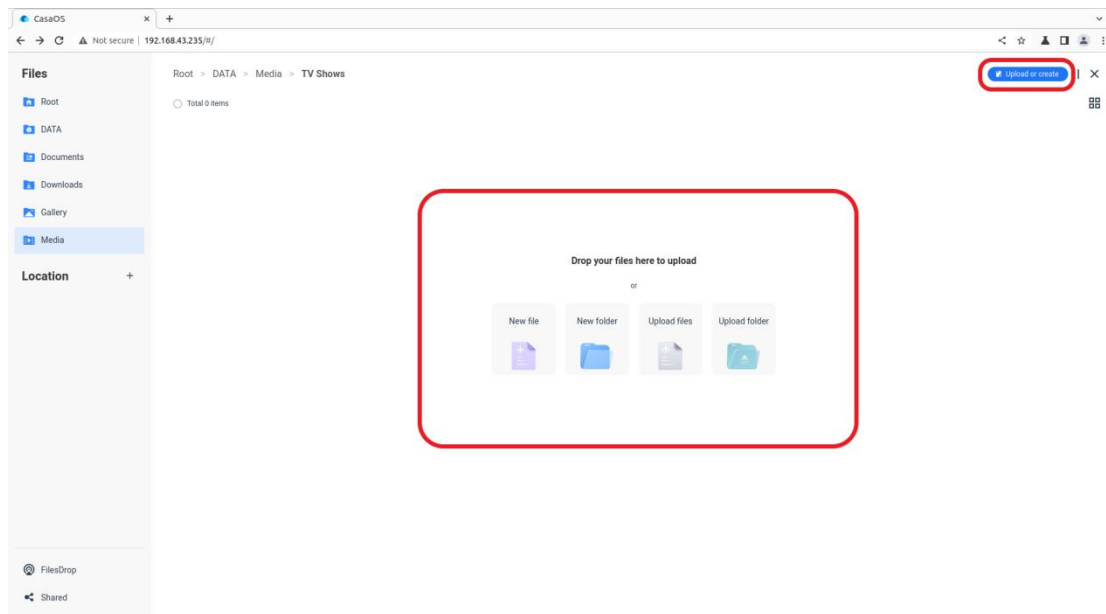 CasaOS
Not secure | 192.168.43.235/#/
Files
Root > DATA > Media > TV Shows
Upload or create
Root
Total 0 items
DATA
Documents
Downloads
Gallery
Media
Location +
Drop your files here to upload
or
New file New folder Upload files Upload folder
FilesDrop
Shared